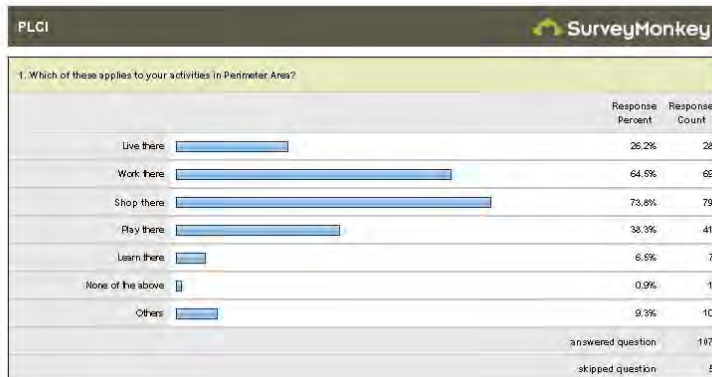 PLCI
SurveyMonkey
1. Which of these applies to your activities in Perimeter Area?
Response Percent Response Count
Live there 26.2% 28
Work there 64.5% 69
Shop there 73.8% 79
Play there 38.3% 41
Learn there 6.5% 7
None of the above 0.9% 1
Others 9.3% 10
answered question 107
skipped question 5